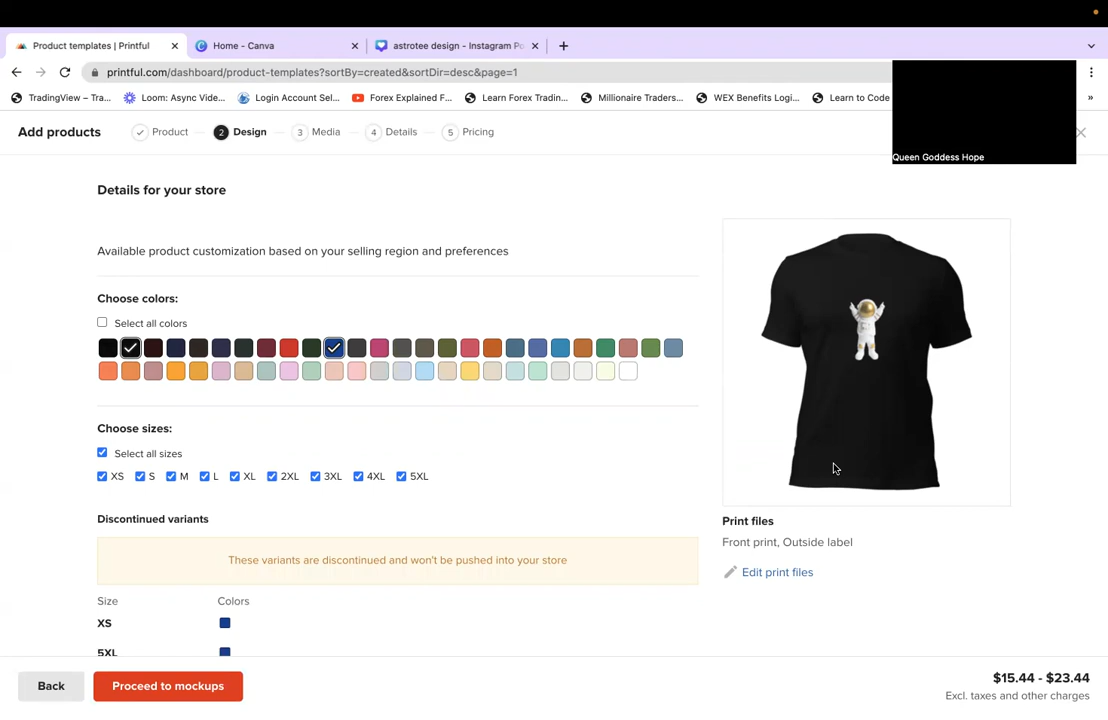 Product templates | Printful
Home - Canva
astrotee design - Instagram Po
printful.com/dashboard/product-templates?sortBy=created&sortDir=desc&page=1
TradingView – Tra...
Loom: Async Vide...
Login Account Sel...
Forex Explained F...
Learn Forex Tradin...
Millionaire Traders...
WEX Benefits Logi...
Learn to Code
»
Queen Goddess Hope
Add products
Product
2 Design
3 Media
4 Details
5 Pricing
Details for your store
Available product customization based on your selling region and preferences
Choose colors:
Select all colors
Choose sizes:
Select all sizes
XS S M L XL 2XL 3XL 4XL 5XL
Discontinued variants
These variants are discontinued and won't be pushed into your store
Size Colors
XS
5XL
Print files
Front print, Outside label
Edit print files
Back
Proceed to mockups
$15.44 - $23.44
Excl. taxes and other charges